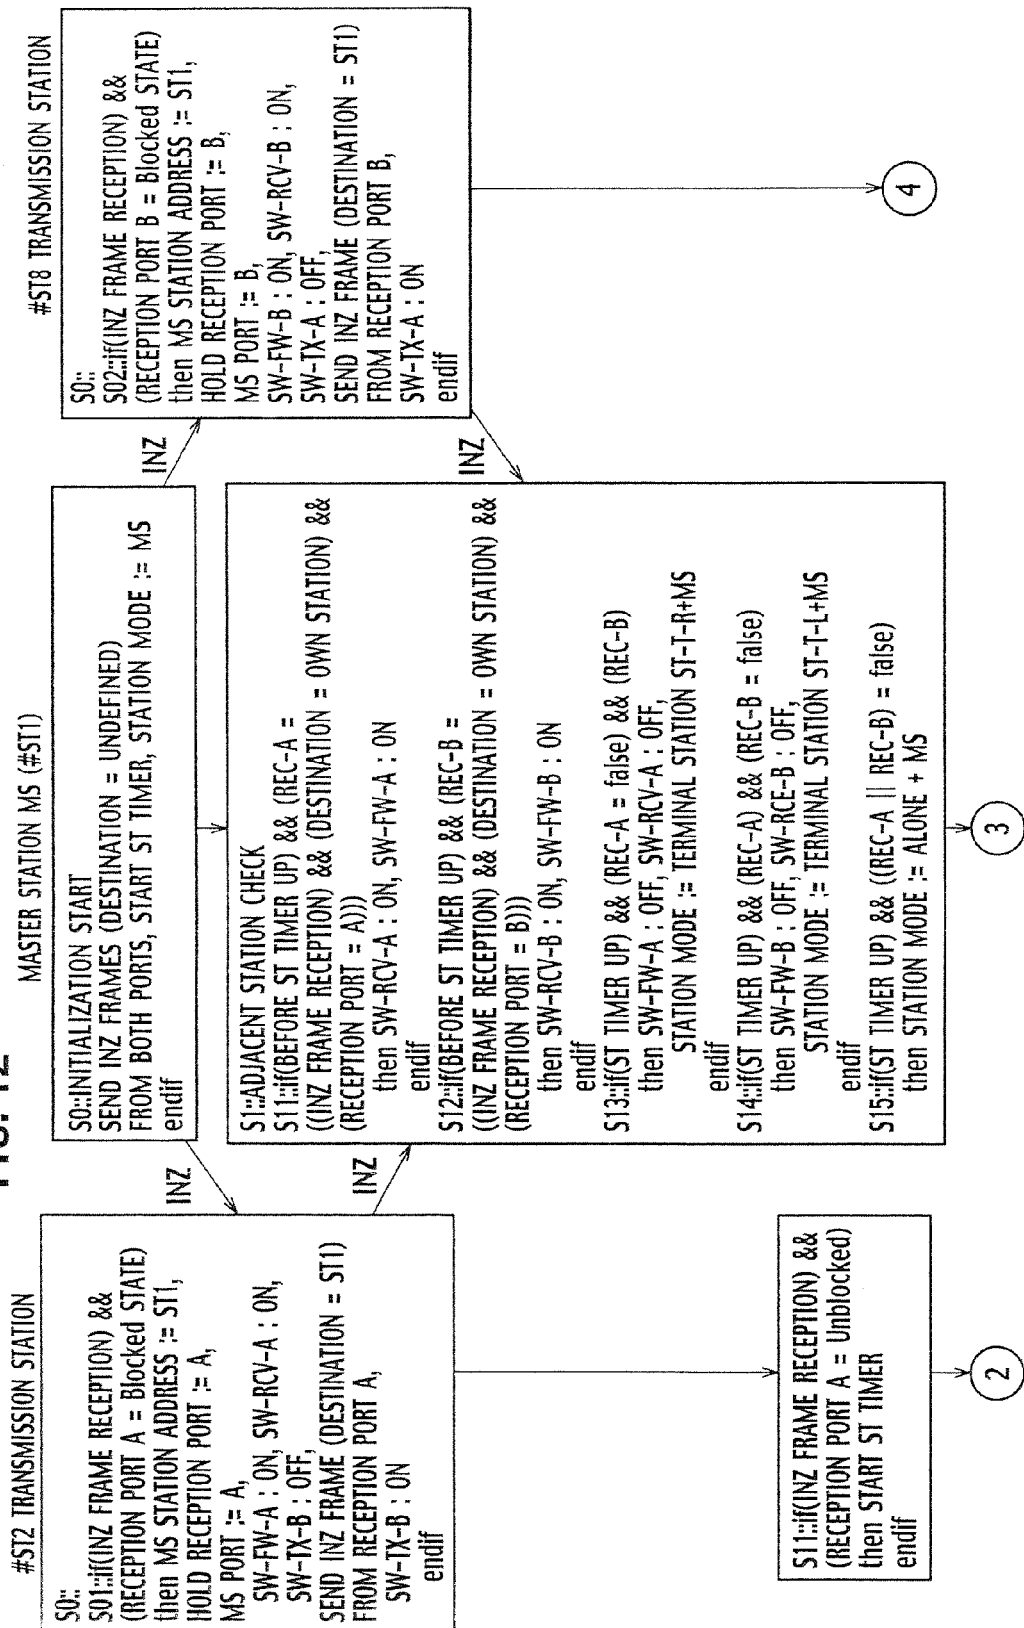 FIG. 12
#ST2 TRANSMISSION STATION
S0::
S01::if(INZ FRAME RECEPTION) &&
(RECEPTION PORT A = Blocked STATE)
then MS STATION ADDRESS := ST1,
HOLD RECEPTION PORT := A,
MS PORT := A,
SW-FW-A : ON, SW-RCV-A : ON,
SW-TX-B : OFF,
SEND INZ FRAME (DESTINATION = ST1)
FROM RECEPTION PORT A,
SW-TX-B : ON
endif
INZ
INZ
S11::if(INZ FRAME RECEPTION) &&
(RECEPTION PORT A = Unblocked)
then START ST TIMER
endif
2
MASTER STATION MS (#ST1)
S0::INITIALIZATION START
SEND INZ FRAMES (DESTINATION = UNDEFINED)
FROM BOTH PORTS, START ST TIMER, STATION MODE := MS
endif
S1::ADJACENT STATION CHECK
S11::if(BEFORE ST TIMER UP) && (REC-A =
((INZ FRAME RECEPTION) && (DESTINATION = OWN STATION) &&
(RECEPTION PORT = A)))
then SW-RCV-A : ON, SW-FW-A : ON
endif
S12::if(BEFORE ST TIMER UP) && (REC-B =
((INZ FRAME RECEPTION) && (DESTINATION = OWN STATION) &&
(RECEPTION PORT = B)))
then SW-RCV-B : ON, SW-FW-B : ON
endif
S13::if(ST TIMER UP) && (REC-A = false) && (REC-B)
then SW-FW-A : OFF, SW-RCV-A : OFF,
STATION MODE := TERMINAL STATION ST-T-R+MS
endif
S14::if(ST TIMER UP) && (REC-A) && (REC-B = false)
then SW-FW-B : OFF, SW-RCE-B : OFF,
STATION MODE := TERMINAL STATION ST-T-L+MS
endif
S15::if(ST TIMER UP) && ((REC-A || REC-B) = false)
then STATION MODE := ALONE + MS
3
INZ
INZ
#ST8 TRANSMISSION STATION
S0::
S02::if(INZ FRAME RECEPTION) &&
(RECEPTION PORT B = Blocked STATE)
then MS STATION ADDRESS := ST1,
HOLD RECEPTION PORT := B,
MS PORT := B,
SW-FW-B : ON, SW-RCV-B : ON,
SW-TX-A : OFF,
SEND INZ FRAME (DESTINATION = ST1)
FROM RECEPTION PORT B,
SW-TX-A : ON
endif
4